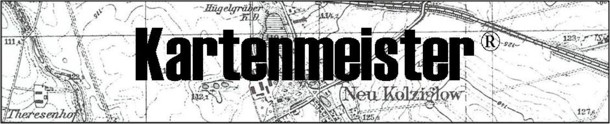 Hügelgräber
K.D.
Kartenmeister®
Neu Kolziglow
Theresenhof